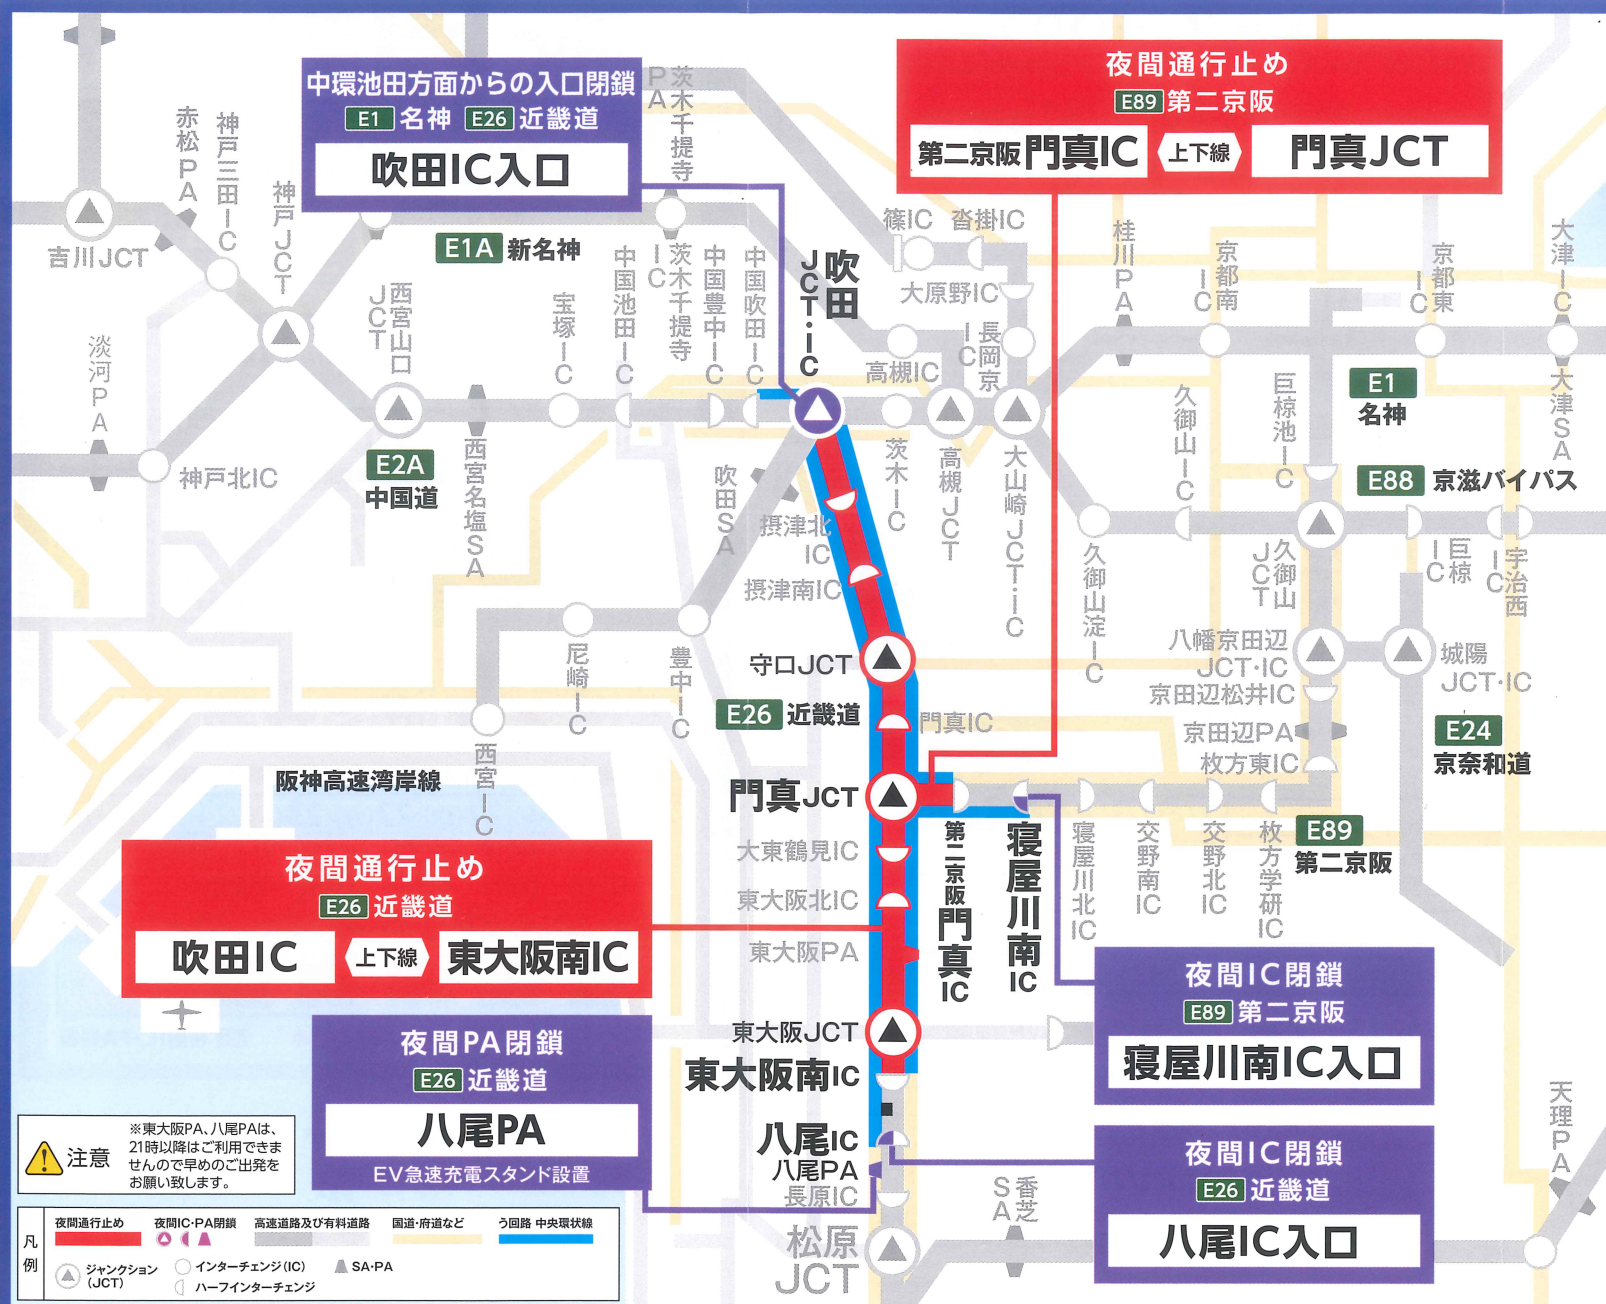 中環池田方面からの入口閉鎖
E1 名神 E26 近畿道
吹田IC入口
夜間通行止め
E89 第二京阪
第二京阪門真IC 上下線 門真JCT
PA
茨木千提寺
赤松PA
神戸三田IC
神戸JCT
吉川JCT
E1A 新名神
茨木千提寺IC
中国池田IC
中国豊中IC
中国吹田IC
宝塚IC
西宮山口JCT
吹田JCT・IC
篠IC
沓掛IC
大原野IC
長岡京IC
高槻IC
桂川PA
京都南IC
京都東IC
大津IC
大津SA
淡河PA
神戸北IC
E2A
中国道
西宮名塩SA
吹田SA
茨木IC
高槻JCT
大山崎JCT・IC
久御山淀IC
久御山IC
巨椋池IC
E1
名神
E88 京滋バイパス
久御山JCT
巨椋IC
宇治西IC
摂津北IC
摂津南IC
守口JCT
E26 近畿道
門真IC
門真JCT
大東鶴見IC
東大阪北IC
東大阪PA
東大阪JCT
東大阪南IC
八尾IC
八尾PA
長原IC
松原JCT
尼崎IC
豊中IC
西宮IC
阪神高速湾岸線
八幡京田辺JCT・IC
京田辺松井IC
京田辺PA
枚方東IC
城陽JCT・IC
E24
京奈和道
第二京阪門真IC
寝屋川南IC
寝屋川北IC
交野南IC
交野北IC
枚方学研IC
E89
第二京阪
夜間通行止め
E26 近畿道
吹田IC 上下線 東大阪南IC
夜間PA閉鎖
E26 近畿道
八尾PA
EV急速充電スタンド設置
夜間IC閉鎖
E89 第二京阪
寝屋川南IC入口
夜間IC閉鎖
E26 近畿道
八尾IC入口
香芝SA
天理PA
注意
※東大阪PA、八尾PAは、
21時以降はご利用できま
せんので早めのご出発を
お願い致します。
凡例
夜間通行止め 夜間IC・PA閉鎖 高速道路及び有料道路 国道・府道など う回路 中央環状線
ジャンクション(JCT) インターチェンジ(IC) SA・PA
ハーフインターチェンジ